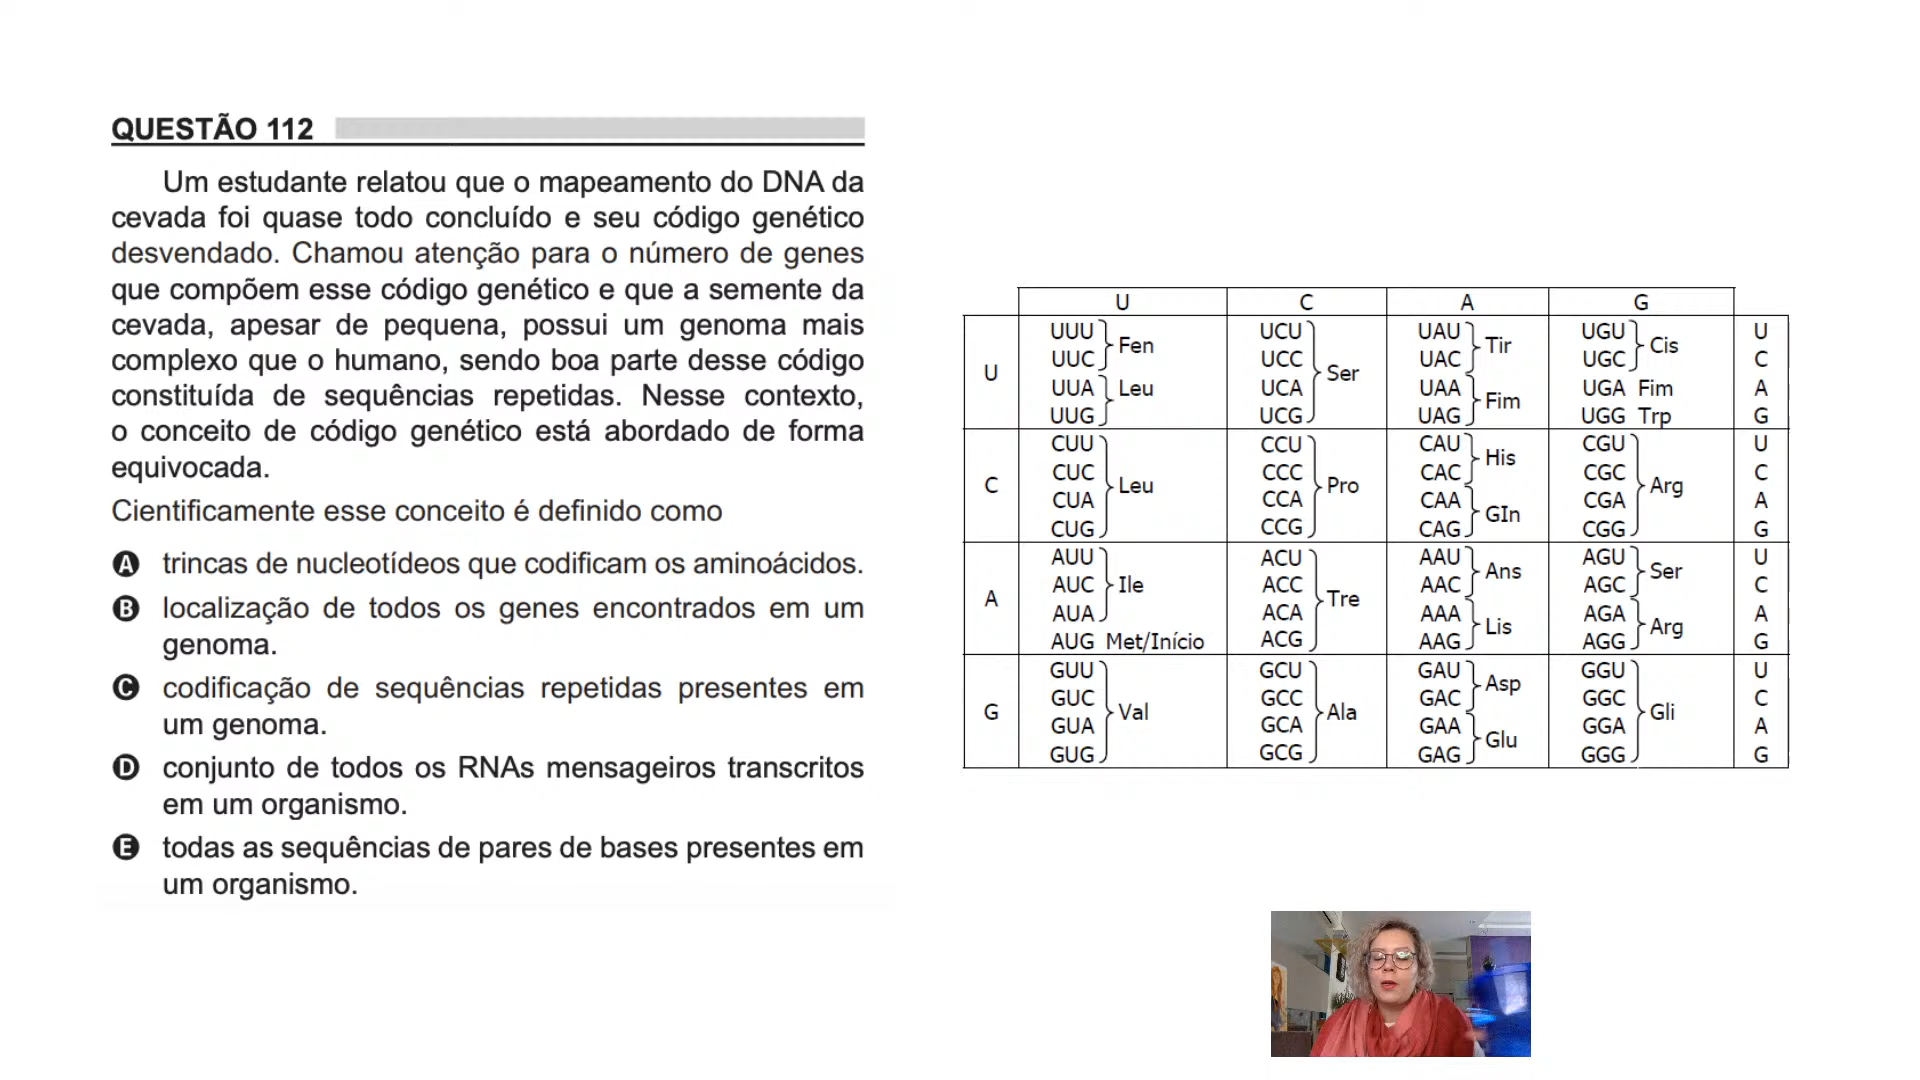 QUESTÃO 112
Um estudante relatou que o mapeamento do DNA da
cevada foi quase todo concluído e seu código genético
desvendado. Chamou atenção para o número de genes
que compõem esse código genético e que a semente da
cevada, apesar de pequena, possui um genoma mais
complexo que o humano, sendo boa parte desse código
constituída de sequências repetidas. Nesse contexto,
o conceito de código genético está abordado de forma
equivocada.
Cientificamente esse conceito é definido como
A trincas de nucleotídeos que codificam os aminoácidos.
B localização de todos os genes encontrados em um
genoma.
C codificação de sequências repetidas presentes em
um genoma.
D conjunto de todos os RNAs mensageiros transcritos
em um organismo.
E todas as sequências de pares de bases presentes em
um organismo.
U C A G
U
UUU UUC Fen
UUA UUG Leu
UCU UCC UCA UCG Ser
UAU UAC Tir
UAA UAG Fim
UGU UGC Cis
UGA Fim
UGG Trp
U C A G
C
CUU CUC CUA CUG Leu
CCU CCC CCA CCG Pro
CAU CAC His
CAA CAG GIn
CGU CGC CGA CGG Arg
U C A G
A
AUU AUC AUA Ile
AUG Met/Início
ACU ACC ACA ACG Tre
AAU AAC Ans
AAA AAG Lis
AGU AGC Ser
AGA AGG Arg
U C A G
G
GUU GUC GUA GUG Val
GCU GCC GCA GCG Ala
GAU GAC Asp
GAA GAG Glu
GGU GGC GGA GGG Gli
U C A G